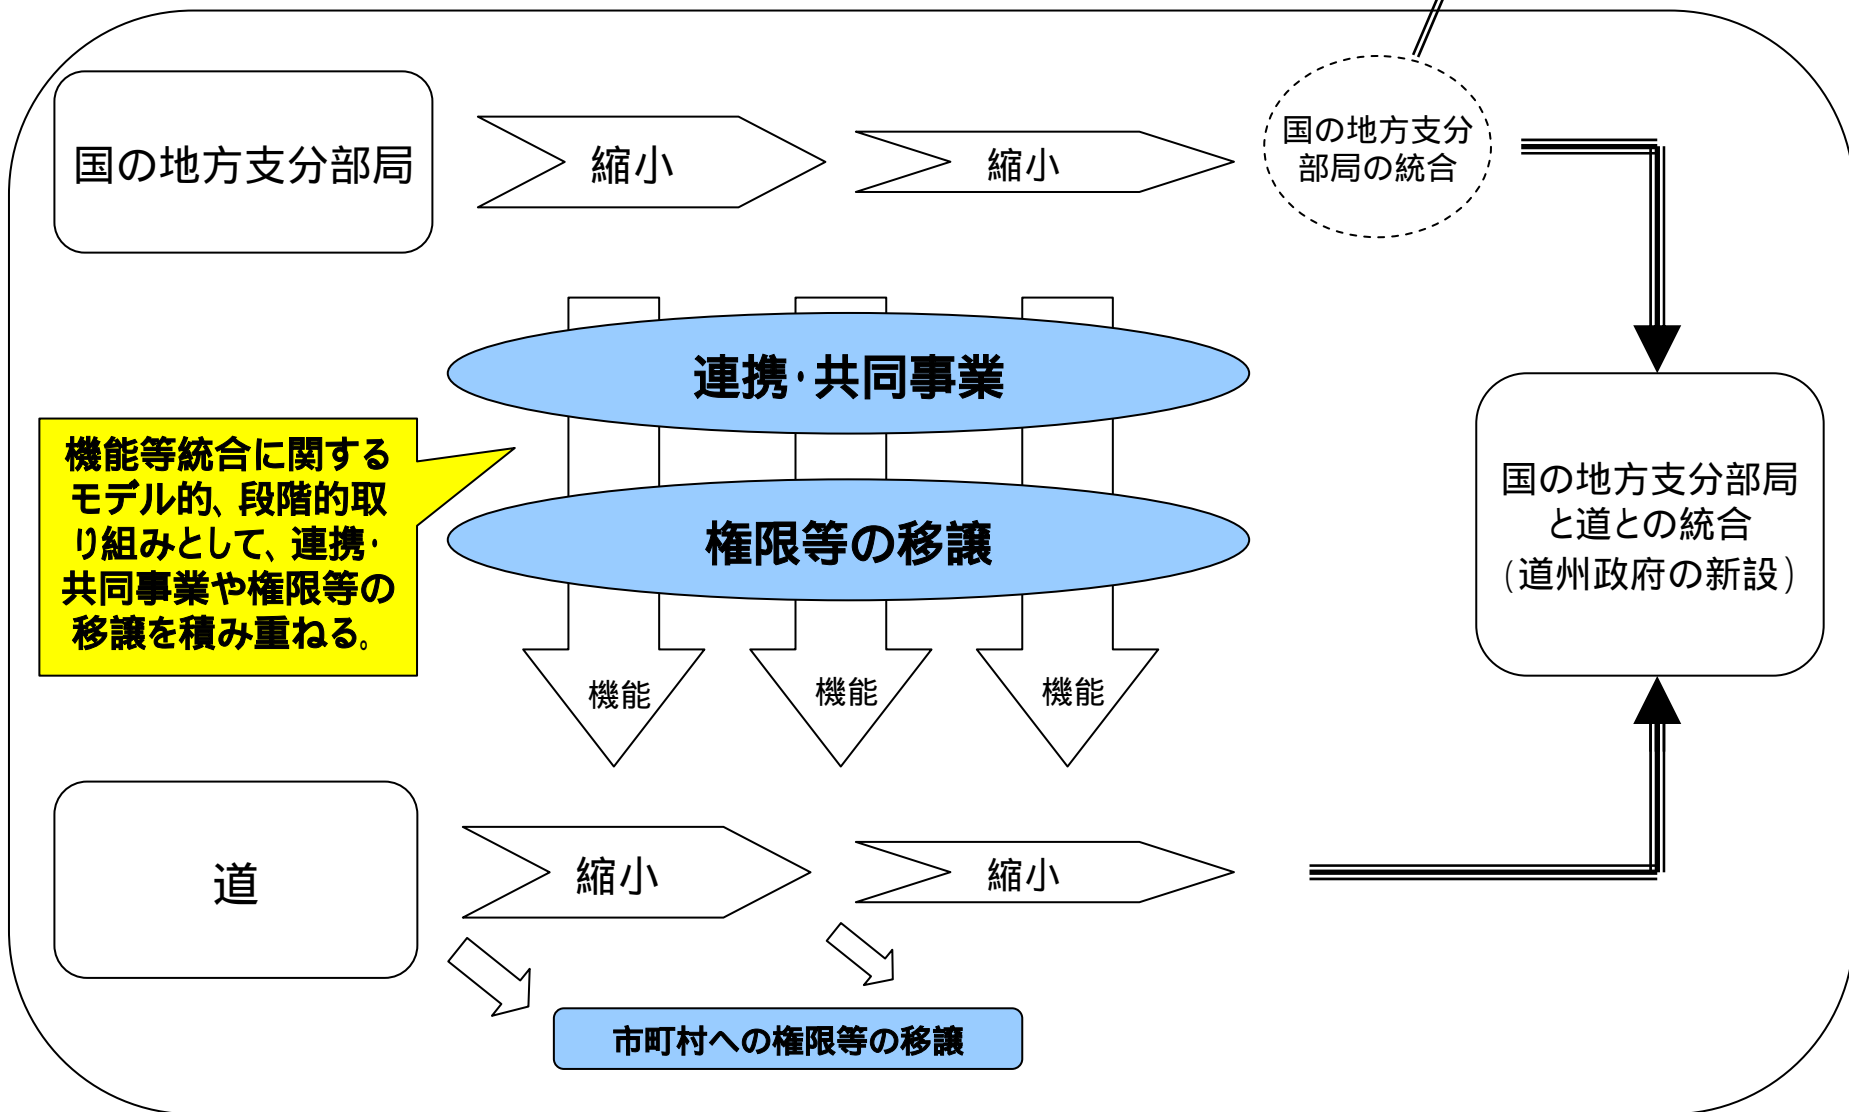 国の地方支分部局
縮小
縮小
国の地方支分
部局の統合
連携・共同事業
機能等統合に関する
モデル的、段階的取
り組みとして、連携・
共同事業や権限等の
移譲を積み重ねる。
権限等の移譲
国の地方支分部局
と道との統合
（道州政府の新設）
機能
機能
機能
道
縮小
縮小
市町村への権限等の移譲